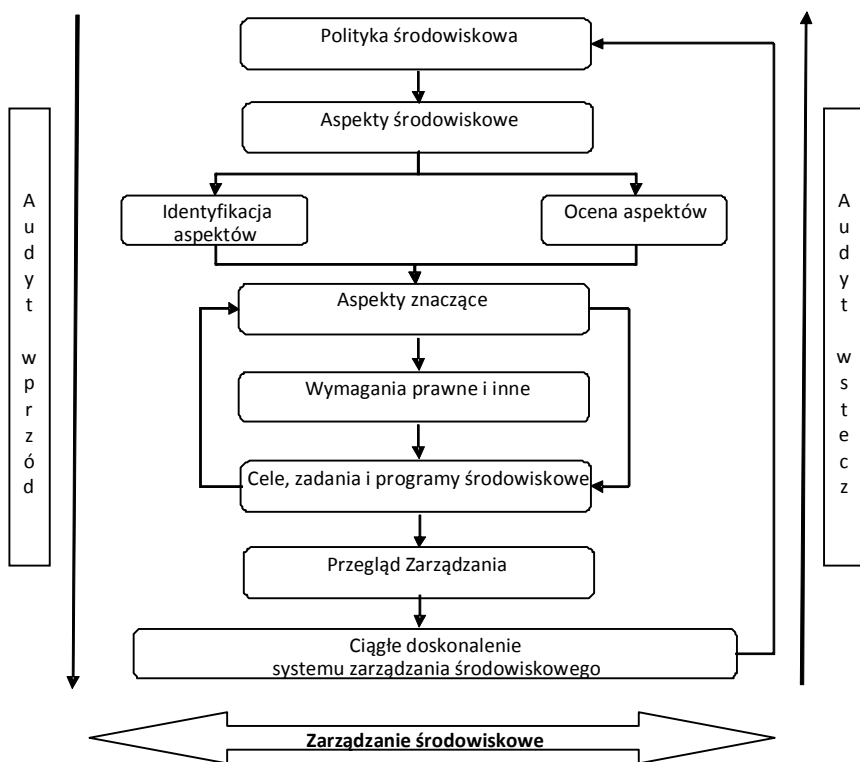 Polityka środowiskowa
Aspekty środowiskowe
Identyfikacja
aspektów
Ocena aspektów
Aspekty znaczące
Wymagania prawne i inne
Cele, zadania i programy środowiskowe
Przegląd Zarządzania
Ciągłe doskonalenie
systemu zarządzania środowiskowego
Zarządzanie środowiskowe
A
u
d
y
t
w
p
r
z
ó
d
A
u
d
y
t
w
s
t
e
c
z